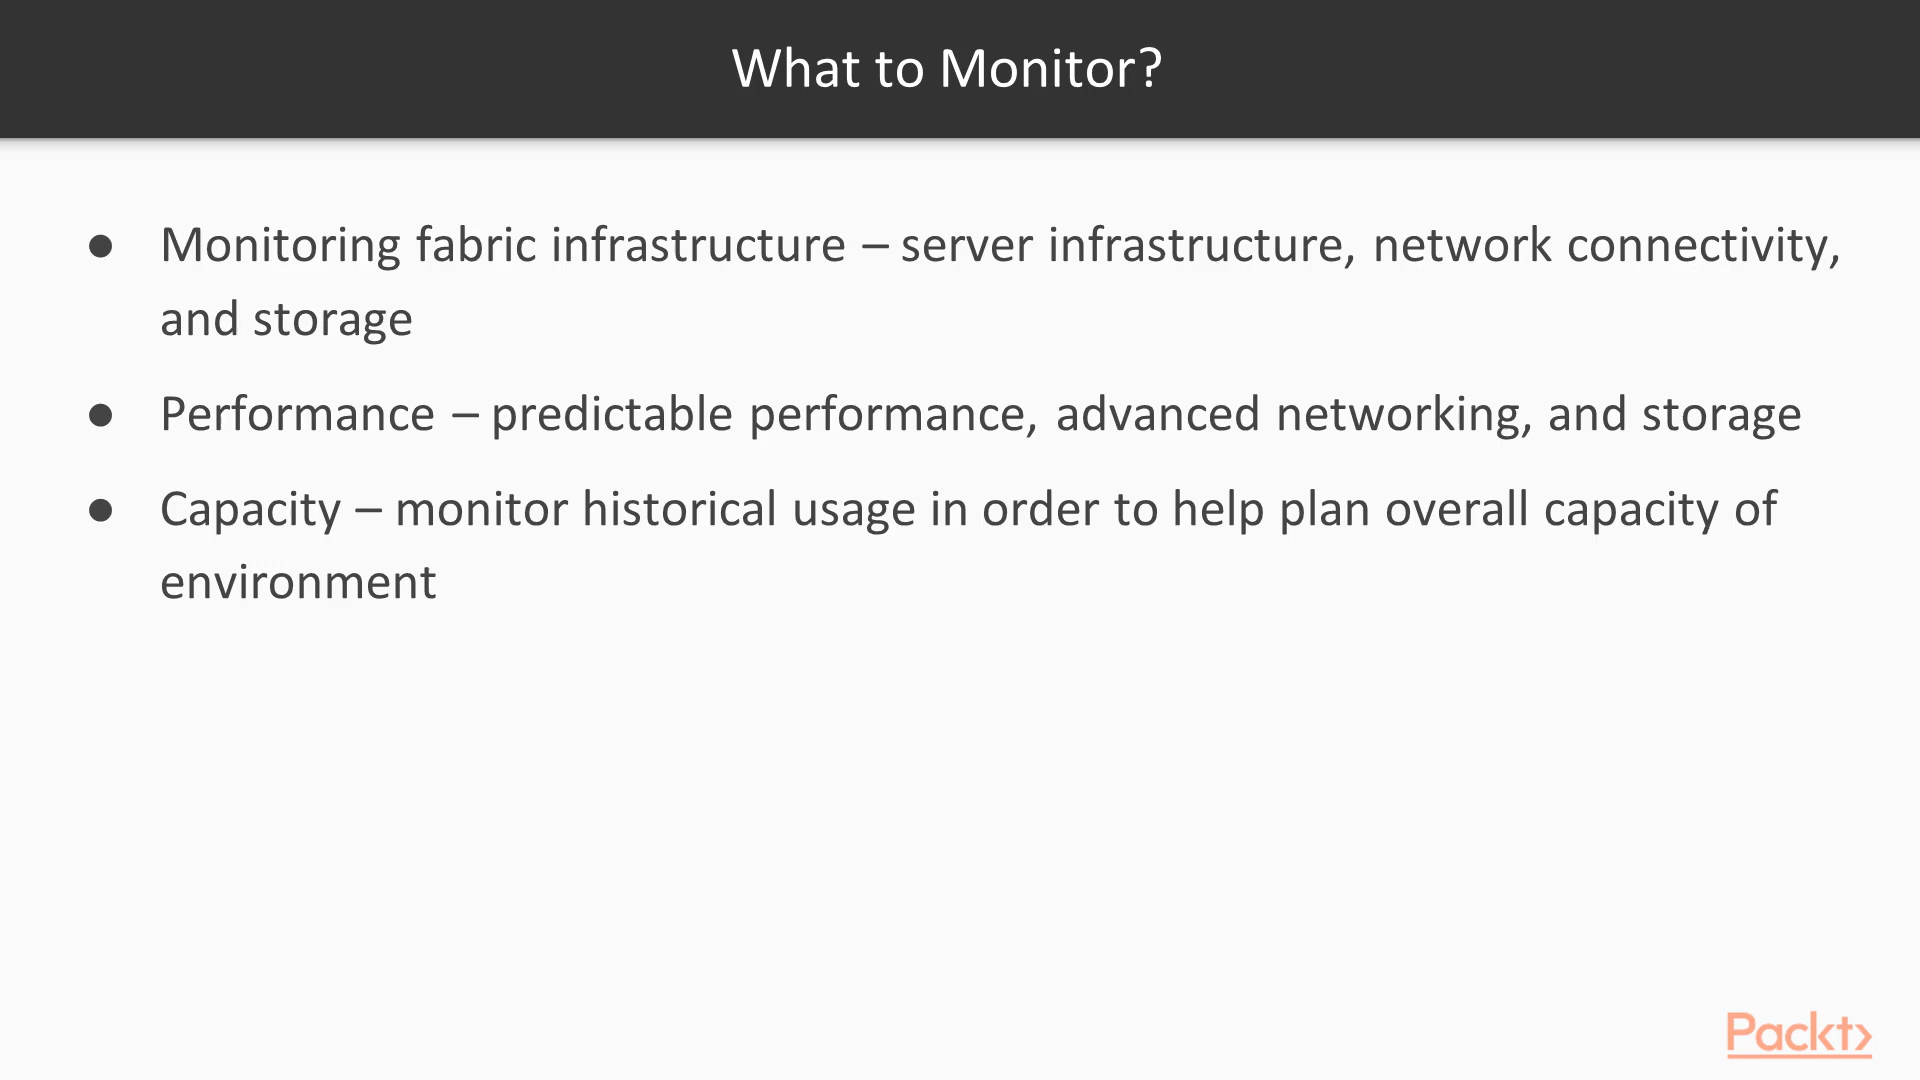 What to Monitor?
● Monitoring fabric infrastructure – server infrastructure, network connectivity,
and storage
● Performance – predictable performance, advanced networking, and storage
● Capacity – monitor historical usage in order to help plan overall capacity of
environment
Packt>